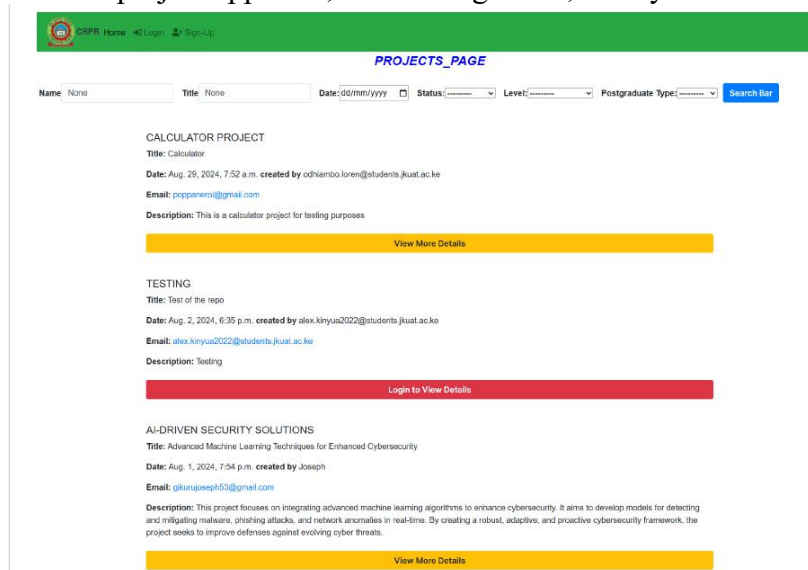 CRPR Home Login Sign-Up
PROJECTS_PAGE
Name None Title None Date: dd/mm/yyyy Status: --------- Level: --------- Postgraduate Type: --------- Search Bar
CALCULATOR PROJECT
Title: Calculator
Date: Aug. 29, 2024, 7:52 a.m. created by odhiambo.loren@students.jkuat.ac.ke
Email: poppanerol@gmail.com
Description: This is a calculator project for testing purposes
View More Details
TESTING
Title: Test of the repo
Date: Aug. 2, 2024, 6:35 p.m. created by alex.kinyua2022@students.jkuat.ac.ke
Email: alex.kinyua2022@students.jkuat.ac.ke
Description: Testing
Login to View Details
AI-DRIVEN SECURITY SOLUTIONS
Title: Advanced Machine Learning Techniques for Enhanced Cybersecurity
Date: Aug. 1, 2024, 7:54 p.m. created by Joseph
Email: gikurujoseph53@gmail.com
Description: This project focuses on integrating advanced machine learning algorithms to enhance cybersecurity. It aims to develop models for detecting
and mitigating malware, phishing attacks, and network anomalies in real-time. By creating a robust, adaptive, and proactive cybersecurity framework, the
project seeks to improve defenses against evolving cyber threats.
View More Details